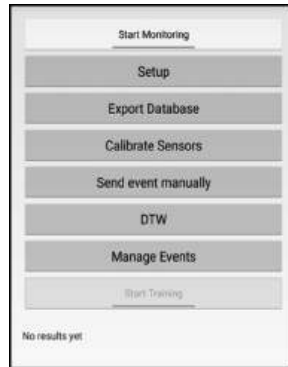 Start Monitoring
Setup
Export Database
Calibrate Sensors
Send event manually
DTW
Manage Events
Start Training
No results yet